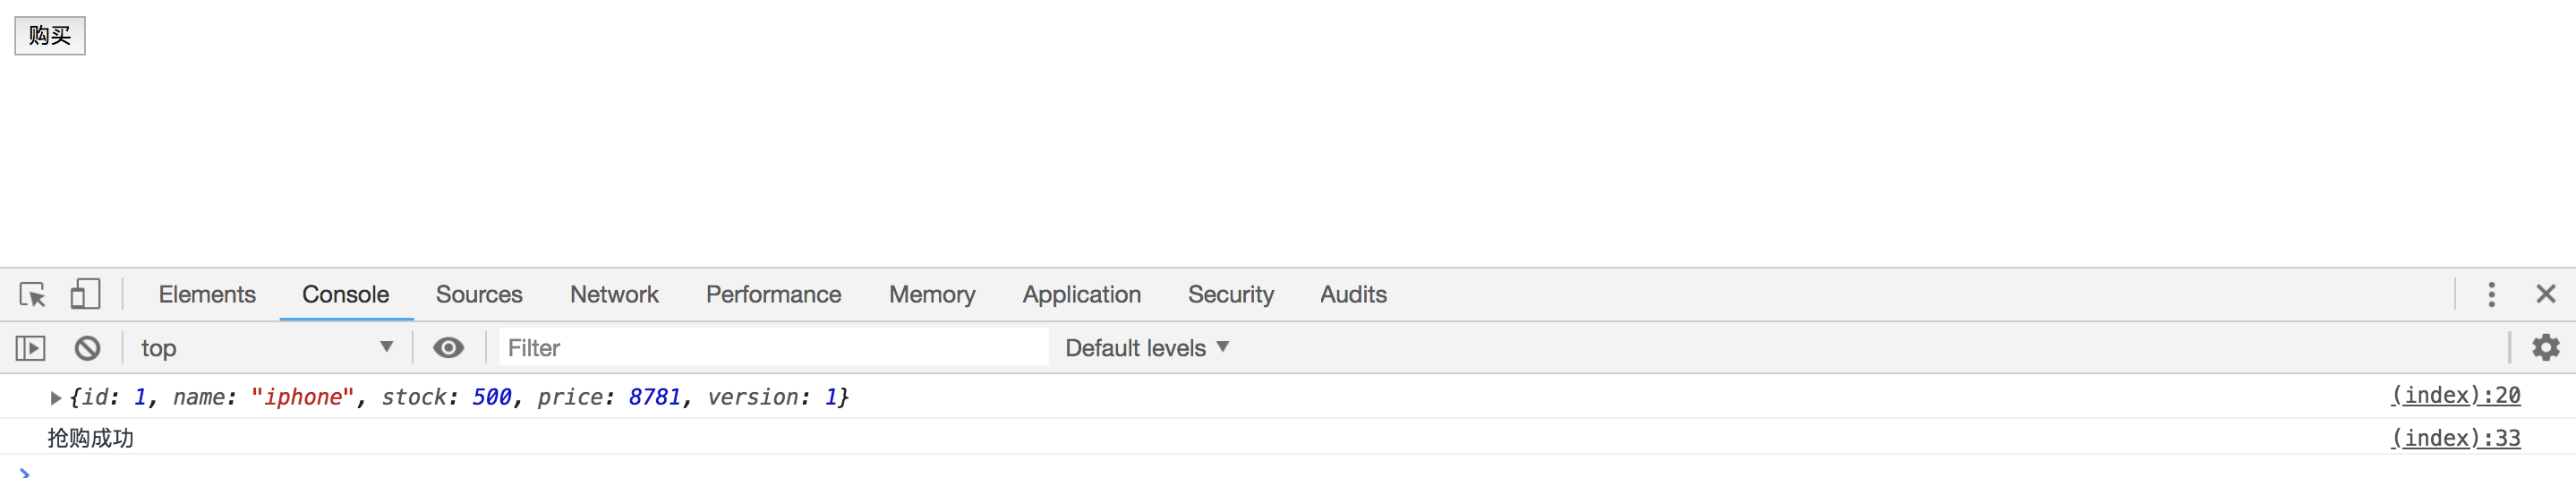 购买
Elements Console Sources Network Performance Memory Application Security Audits
top Filter Default levels
{id: 1, name: "iphone", stock: 500, price: 8781, version: 1} (index):20
抢购成功 (index):33